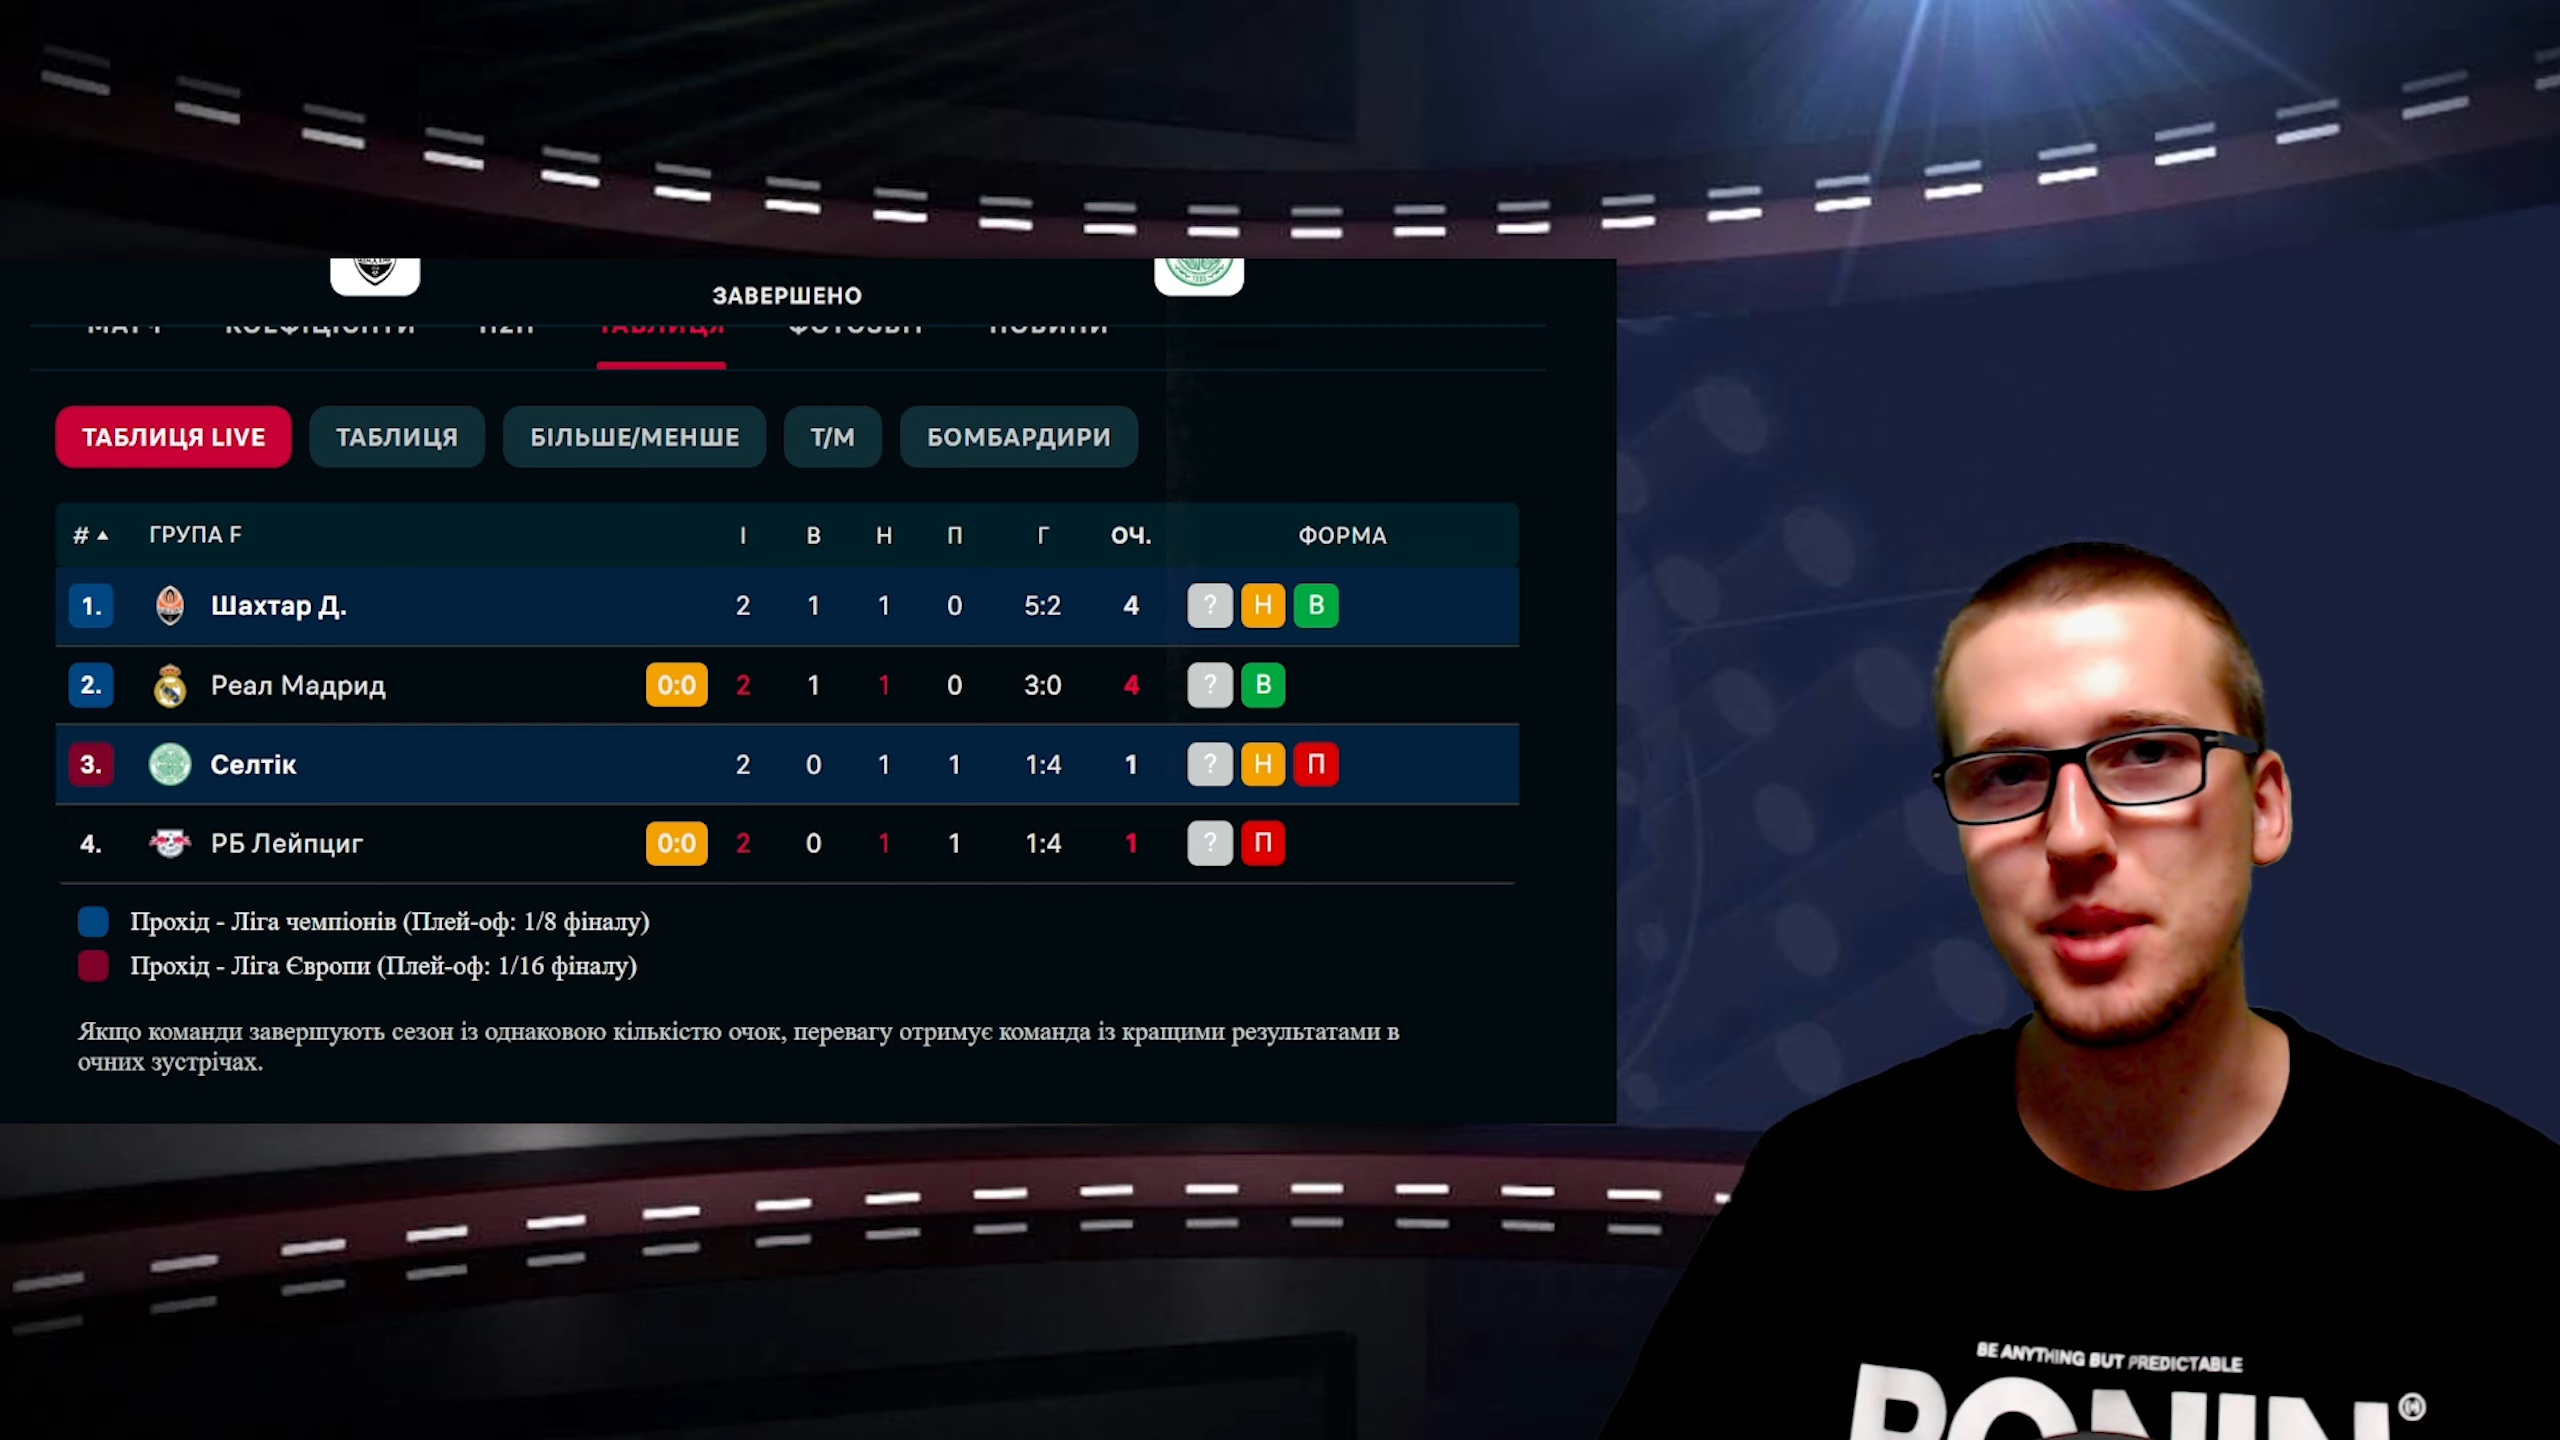 ЗАВЕРШЕНО
ТАБЛИЦЯ
ТАБЛИЦЯ LIVE ТАБЛИЦЯ БІЛЬШЕ/МЕНШЕ Т/М БОМБАРДИРИ
# ГРУПА F І В Н П Г ОЧ. ФОРМА
1. Шахтар Д. 2 1 1 0 5:2 4 ? Н В
2. Реал Мадрид 0:0 2 1 1 0 3:0 4 ? В
3. Селтік 2 0 1 1 1:4 1 ? Н П
4. РБ Лейпциг 0:0 2 0 1 1 1:4 1 ? П
Прохід - Ліга чемпіонів (Плей-оф: 1/8 фіналу)
Прохід - Ліга Європи (Плей-оф: 1/16 фіналу)
Якщо команди завершують сезон із однаковою кількістю очок, перевагу отримує команда із кращими результатами в
очних зустрічах.
BE ANYTHING BUT PREDICTABLE
RONIN